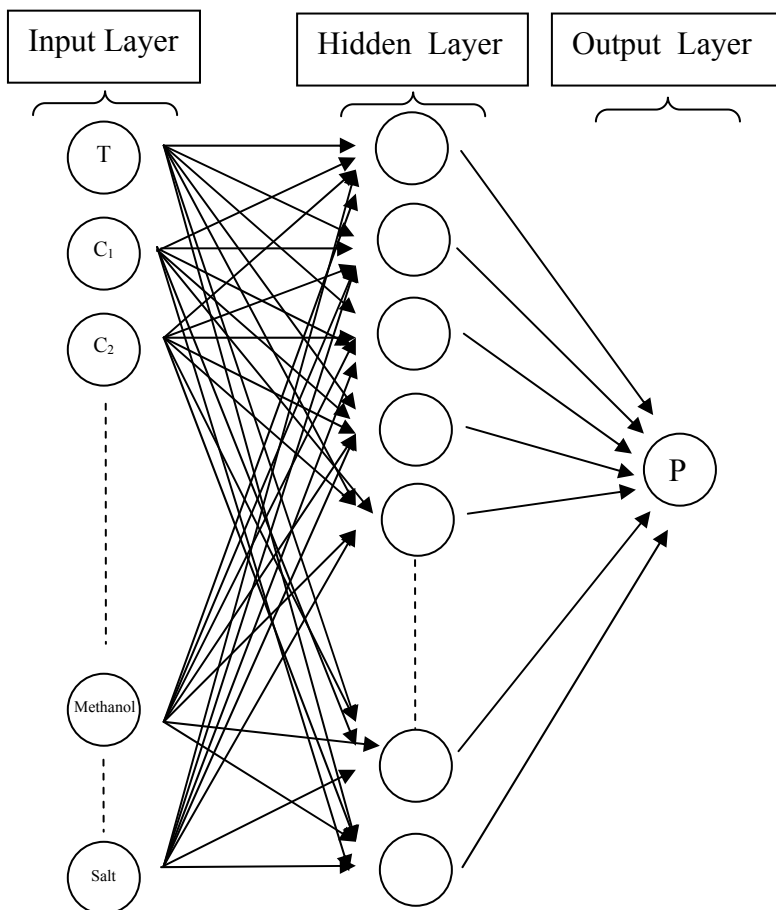 Input Layer
Hidden Layer
Output Layer
T
C₁
C₂
P
Methanol
Salt